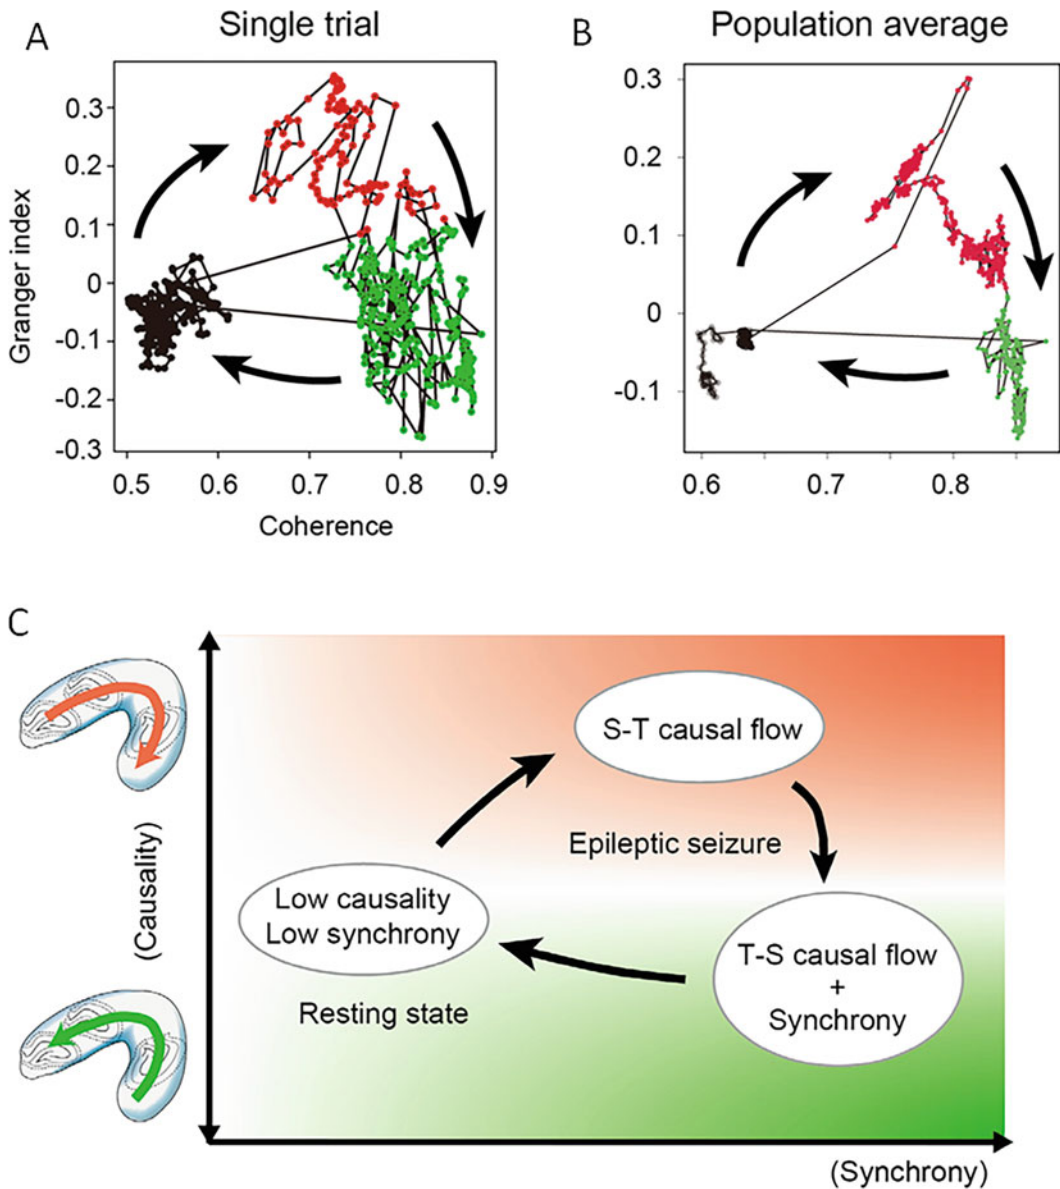 A
Single trial
B
Population average
Granger index
0.3
0.2
0.1
0
-0.1
-0.2
-0.3
0.5
0.6
0.7
0.8
0.9
Coherence
0.3
0.2
0.1
0
-0.1
0.6
0.7
0.8
C
(Causality)
S-T causal flow
Epileptic seizure
Low causality
Low synchrony
T-S causal flow
+
Synchrony
Resting state
(Synchrony)